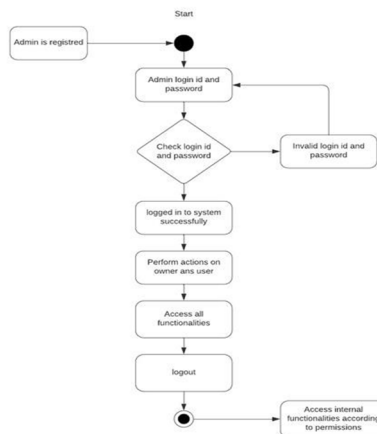 Start
Admin is registred
Admin login id and
password
Check login id
and password
Invalid login id and
password
logged in to system
successfully
Perform actions on
owner ans user
Access all
functionalities
logout
Access internal
functionalities according
to permissions